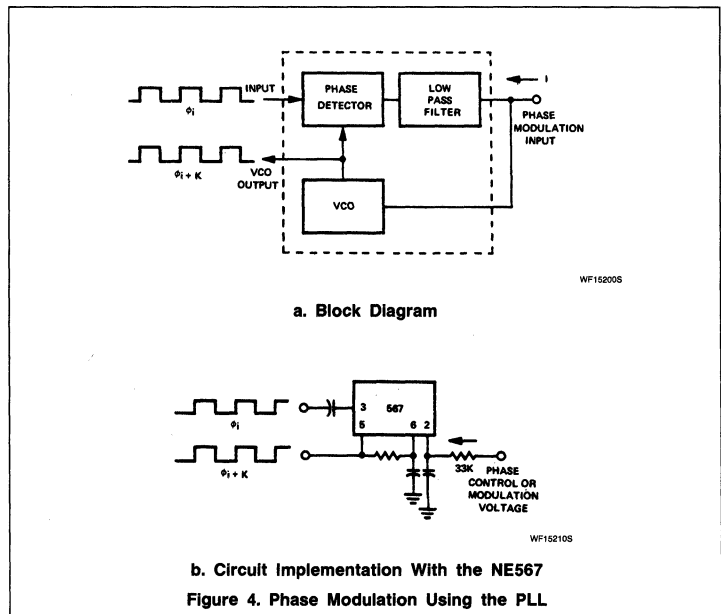 INPUT
PHASE
DETECTOR
LOW
PASS
FILTER
I
PHASE
MODULATION
INPUT
ϕi
ϕi + K
VCO
OUTPUT
VCO
WF15200S
a. Block Diagram
ϕi
3 567
5 6 2
ϕi + K
33K
PHASE
CONTROL OR
MODULATION
VOLTAGE
WF15210S
b. Circuit Implementation With the NE567
Figure 4. Phase Modulation Using the PLL